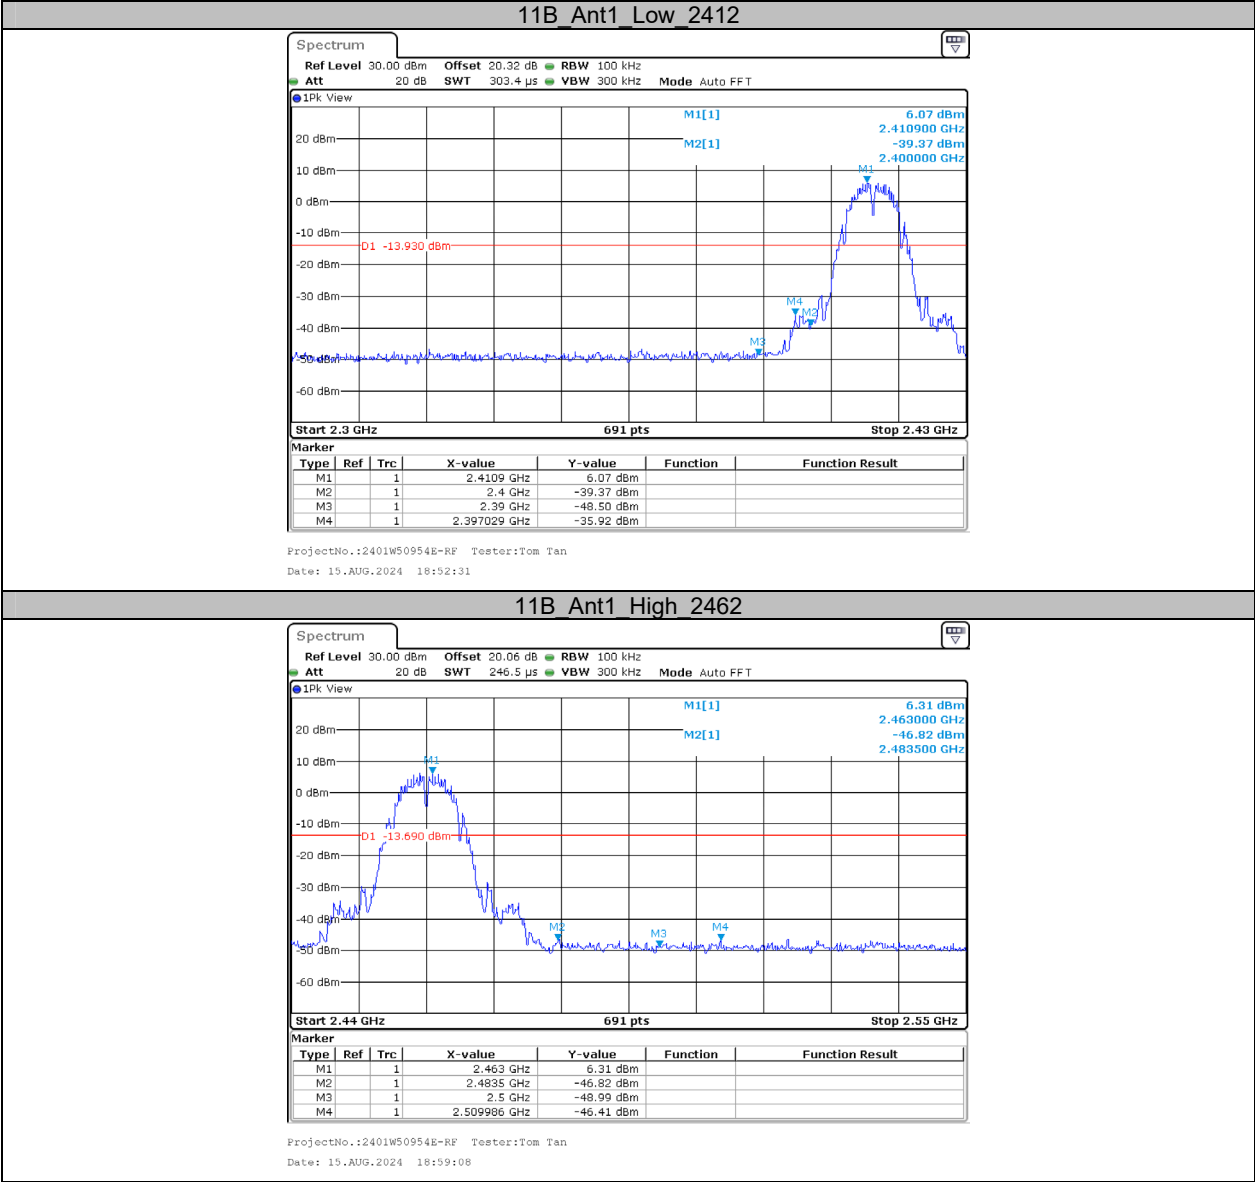 11B_Ant1_Low_2412
Spectrum
Ref Level 30.00 dBm Offset 20.32 dB RBW 100 kHz
Att 20 dB SWT 303.4 µs VBW 300 kHz Mode Auto FFT
1Pk View
M1[1] 6.07 dBm
2.410900 GHz
M2[1] -39.37 dBm
2.400000 GHz
20 dBm
10 dBm
M1
0 dBm
-10 dBm
D1 -13.930 dBm
-20 dBm
-30 dBm
M4
M2
-40 dBm
M3
-50 dBm
-60 dBm
Start 2.3 GHz 691 pts Stop 2.43 GHz
Marker
Type Ref Trc X-value Y-value Function Function Result
M1 1 2.4109 GHz 6.07 dBm
M2 1 2.4 GHz -39.37 dBm
M3 1 2.39 GHz -48.50 dBm
M4 1 2.397029 GHz -35.92 dBm
ProjectNo.:2401W50954E-RF Tester:Tom Tan
Date: 15.AUG.2024 18:52:31
11B_Ant1_High_2462
Spectrum
Ref Level 30.00 dBm Offset 20.06 dB RBW 100 kHz
Att 20 dB SWT 246.5 µs VBW 300 kHz Mode Auto FFT
1Pk View
M1[1] 6.31 dBm
2.463000 GHz
M2[1] -46.82 dBm
2.483500 GHz
20 dBm
10 dBm
M1
0 dBm
-10 dBm
D1 -13.690 dBm
-20 dBm
-30 dBm
-40 dBm
M2 M3 M4
-50 dBm
-60 dBm
Start 2.44 GHz 691 pts Stop 2.55 GHz
Marker
Type Ref Trc X-value Y-value Function Function Result
M1 1 2.463 GHz 6.31 dBm
M2 1 2.4835 GHz -46.82 dBm
M3 1 2.5 GHz -48.99 dBm
M4 1 2.509986 GHz -46.41 dBm
ProjectNo.:2401W50954E-RF Tester:Tom Tan
Date: 15.AUG.2024 18:59:08